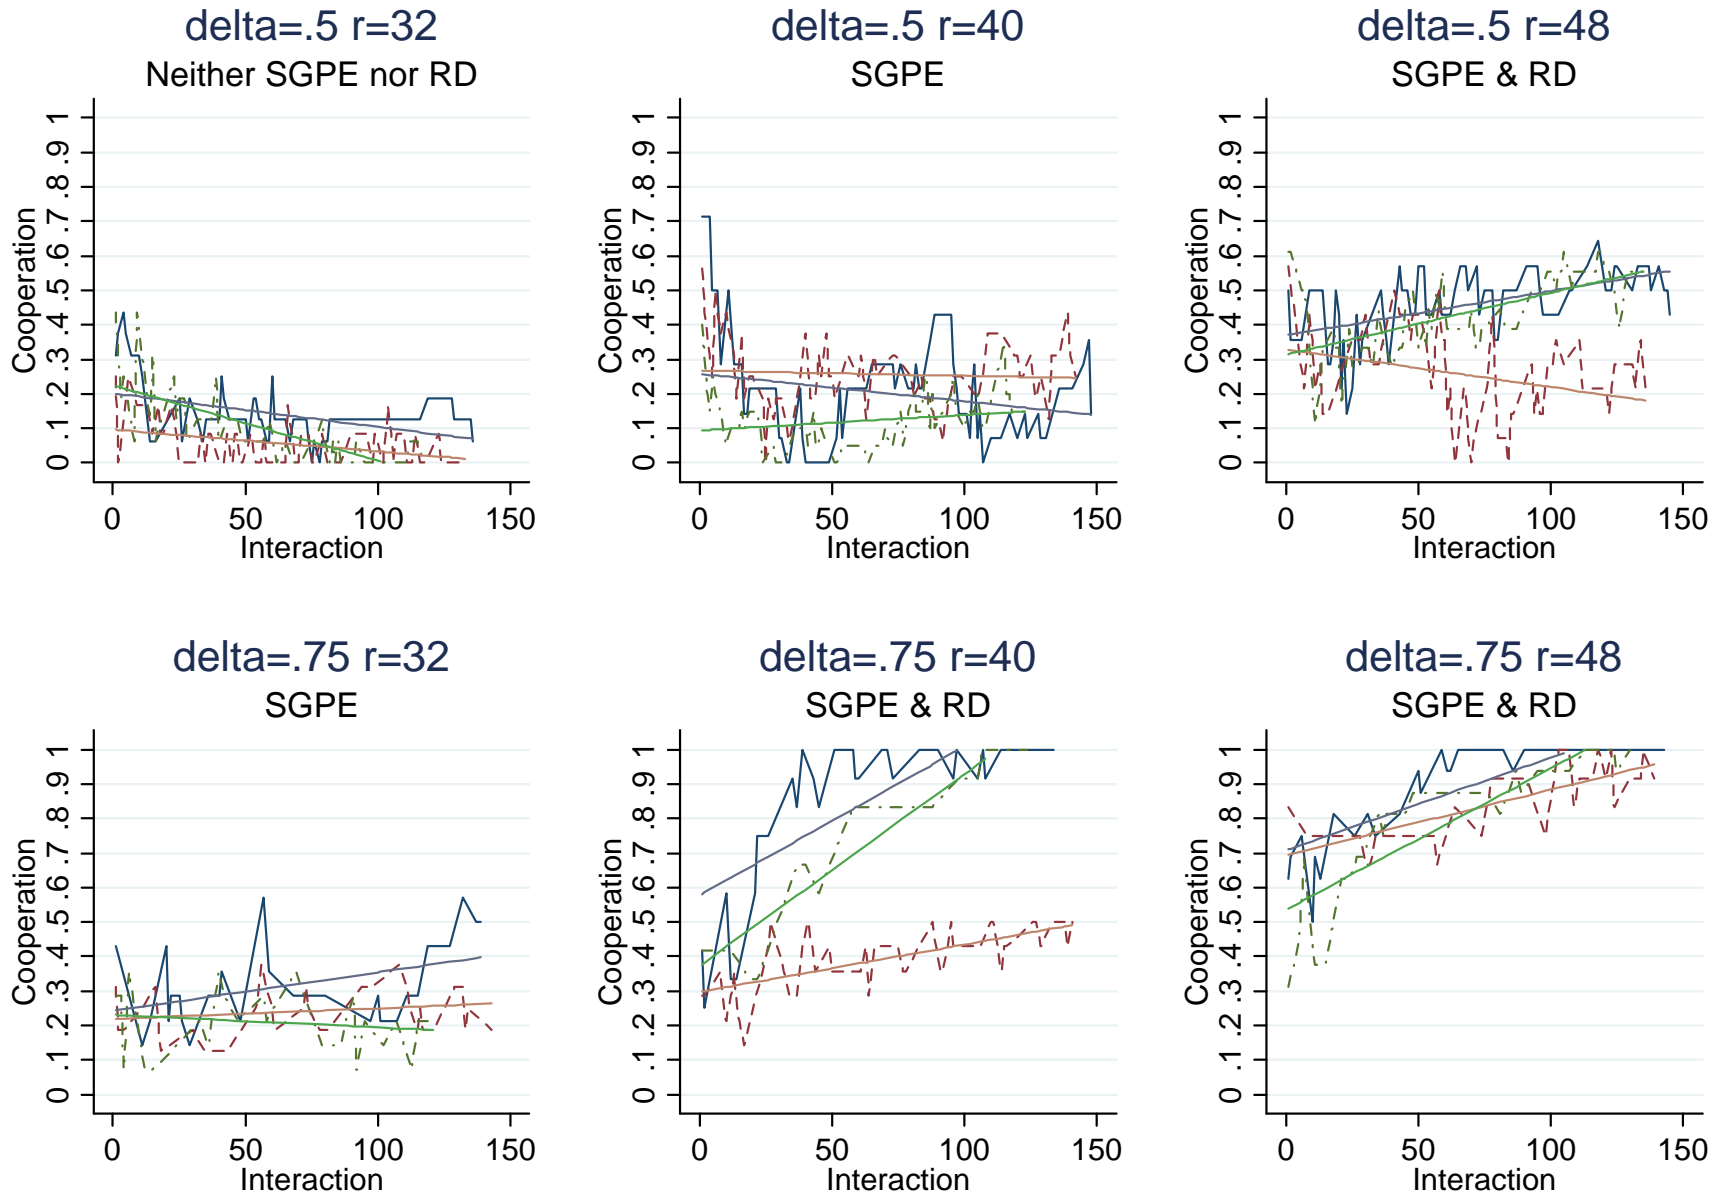 delta=.5 r=32
Neither SGPE nor RD
Cooperation
1
.9
.8
.7
.6
.5
.4
.3
.2
.1
0
0 50 100 150
Interaction
delta=.5 r=40
SGPE
Cooperation
1
.9
.8
.7
.6
.5
.4
.3
.2
.1
0
0 50 100 150
Interaction
delta=.5 r=48
SGPE & RD
Cooperation
1
.9
.8
.7
.6
.5
.4
.3
.2
.1
0
0 50 100 150
Interaction
delta=.75 r=32
SGPE
Cooperation
1
.9
.8
.7
.6
.5
.4
.3
.2
.1
0
0 50 100 150
Interaction
delta=.75 r=40
SGPE & RD
Cooperation
1
.9
.8
.7
.6
.5
.4
.3
.2
.1
0
0 50 100 150
Interaction
delta=.75 r=48
SGPE & RD
Cooperation
1
.9
.8
.7
.6
.5
.4
.3
.2
.1
0
0 50 100 150
Interaction